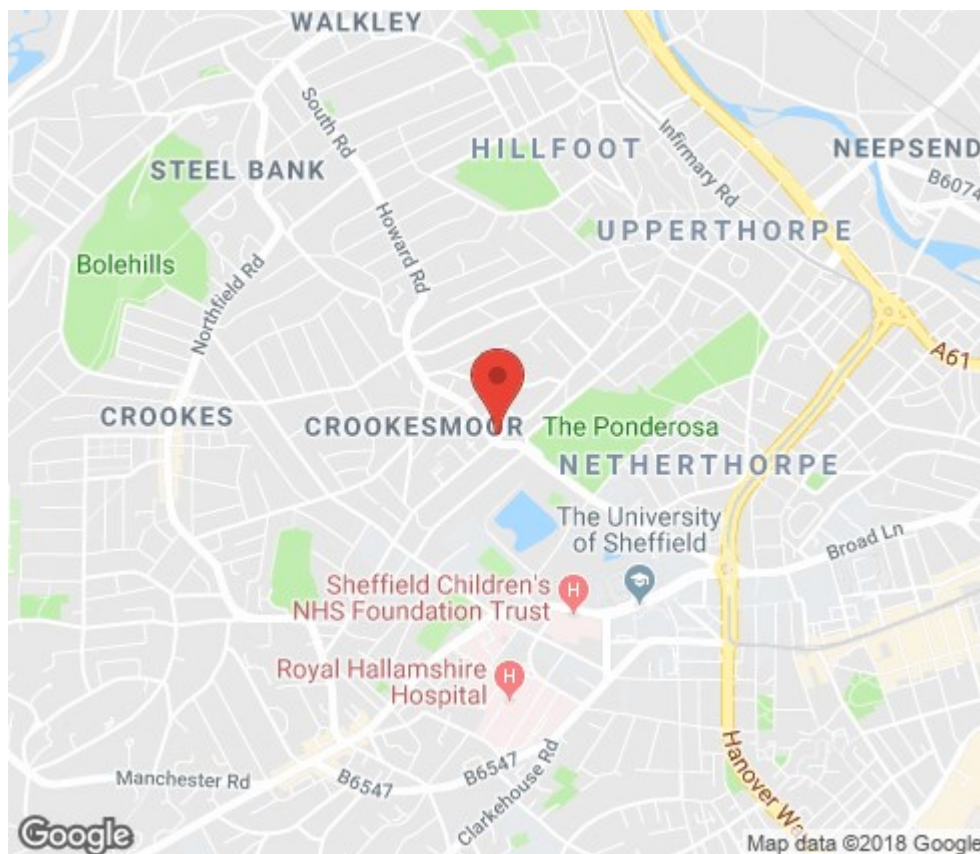 WALKLEY
South Rd
HILLFOOT
Infirmary Rd
NEEPSEND
STEEL BANK
B6074
Howard Rd
UPPERTHORPE
Bolehills
Northfield Rd
A61
CROOKES
CROOKESMOOR
The Ponderosa
NETHERTHORPE
The University
of Sheffield
Broad Ln
Sheffield Children's
NHS Foundation Trust
H
Royal Hallamshire
Hospital
H
Manchester Rd
B6547
B6547
Clarkehouse Rd
Hanover
Google
Map data ©2018 Google